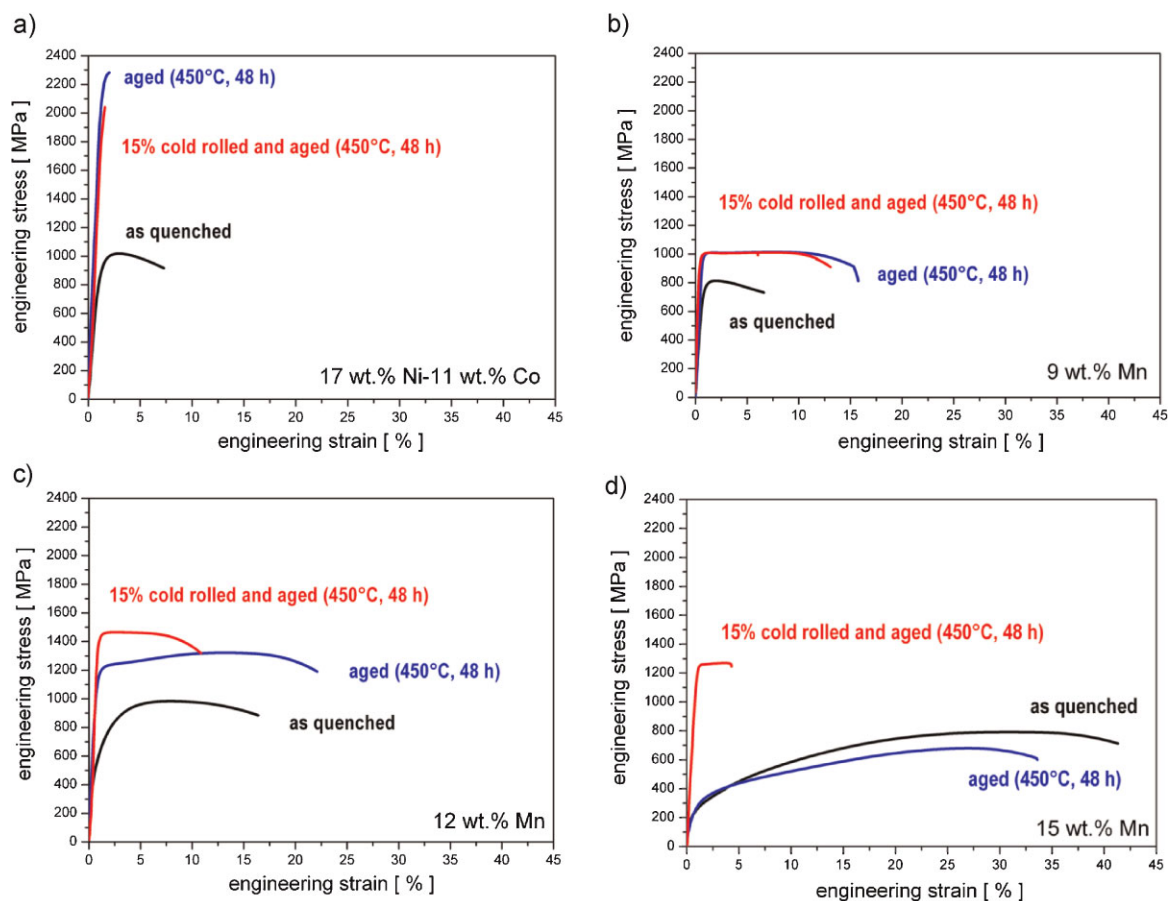 a)
engineering stress [ MPa ]
2400
2200
2000
1800
1600
1400
1200
1000
800
600
400
200
0
aged (450°C, 48 h)
15% cold rolled and aged (450°C, 48 h)
as quenched
17 wt.% Ni-11 wt.% Co
0 5 10 15 20 25 30 35 40 45
engineering strain [ % ]
b)
engineering stress [ MPa ]
2400
2200
2000
1800
1600
1400
1200
1000
800
600
400
200
0
15% cold rolled and aged (450°C, 48 h)
aged (450°C, 48 h)
as quenched
9 wt.% Mn
0 5 10 15 20 25 30 35 40 45
engineering strain [ % ]
c)
engineering stress [ MPa ]
2400
2200
2000
1800
1600
1400
1200
1000
800
600
400
200
0
15% cold rolled and aged (450°C, 48 h)
aged (450°C, 48 h)
as quenched
12 wt.% Mn
0 5 10 15 20 25 30 35 40 45
engineering strain [ % ]
d)
engineering stress [ MPa ]
2400
2200
2000
1800
1600
1400
1200
1000
800
600
400
200
0
15% cold rolled and aged (450°C, 48 h)
as quenched
aged (450°C, 48 h)
15 wt.% Mn
0 5 10 15 20 25 30 35 40 45
engineering strain [ % ]